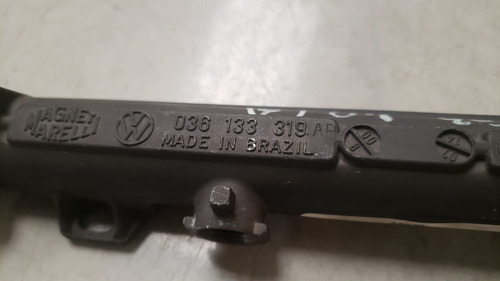 MAGNETI
MARELLI
VW
036 133 319 AP
MADE IN BRAZIL